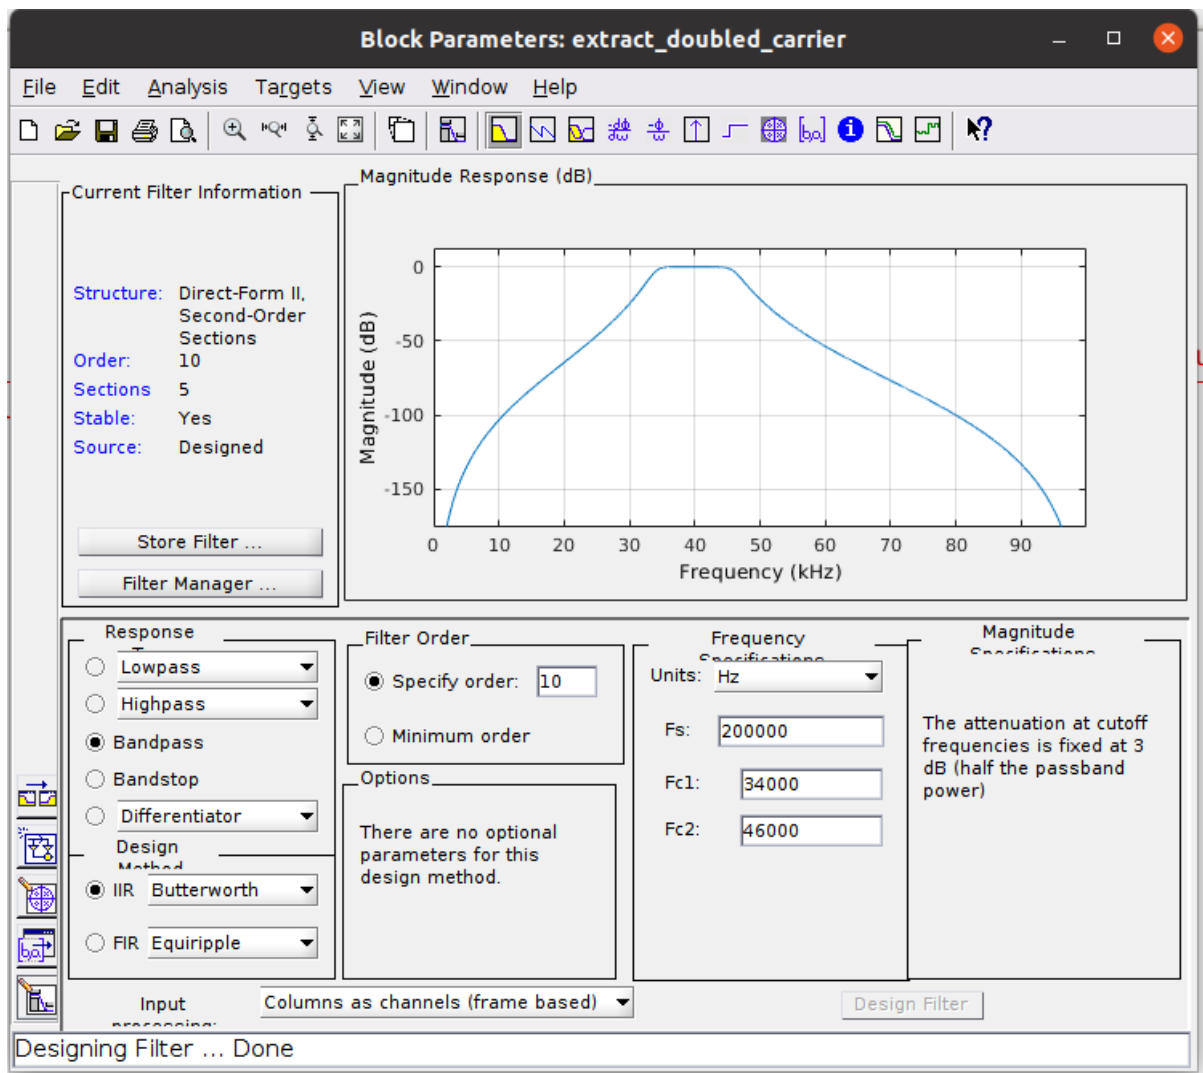 Block Parameters: extract_doubled_carrier
File Edit Analysis Targets View Window Help
Current Filter Information
Structure: Direct-Form II,
Second-Order
Sections
Order: 10
Sections 5
Stable: Yes
Source: Designed
Store Filter ...
Filter Manager ...
Magnitude Response (dB)
Magnitude (dB)
0
-50
-100
-150
0 10 20 30 40 50 60 70 80 90
Frequency (kHz)
Response
Lowpass
Highpass
Bandpass
Bandstop
Differentiator
Design
Method
IIR Butterworth
FIR Equiripple
Filter Order
Specify order: 10
Minimum order
Options
There are no optional
parameters for this
design method.
Frequency
Specifications
Units: Hz
Fs: 200000
Fc1: 34000
Fc2: 46000
Magnitude
Specifications
The attenuation at cutoff
frequencies is fixed at 3
dB (half the passband
power)
Input
processing:
Columns as channels (frame based)
Design Filter
Designing Filter ... Done